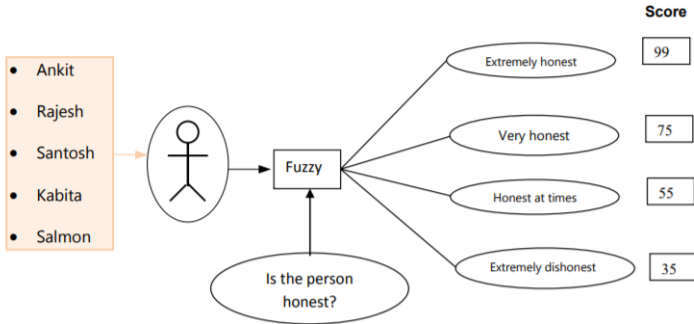 Score
• Ankit
• Rajesh
• Santosh
• Kabita
• Salmon
Fuzzy
Is the person
honest?
Extremely honest
99
Very honest
75
Honest at times
55
Extremely dishonest
35